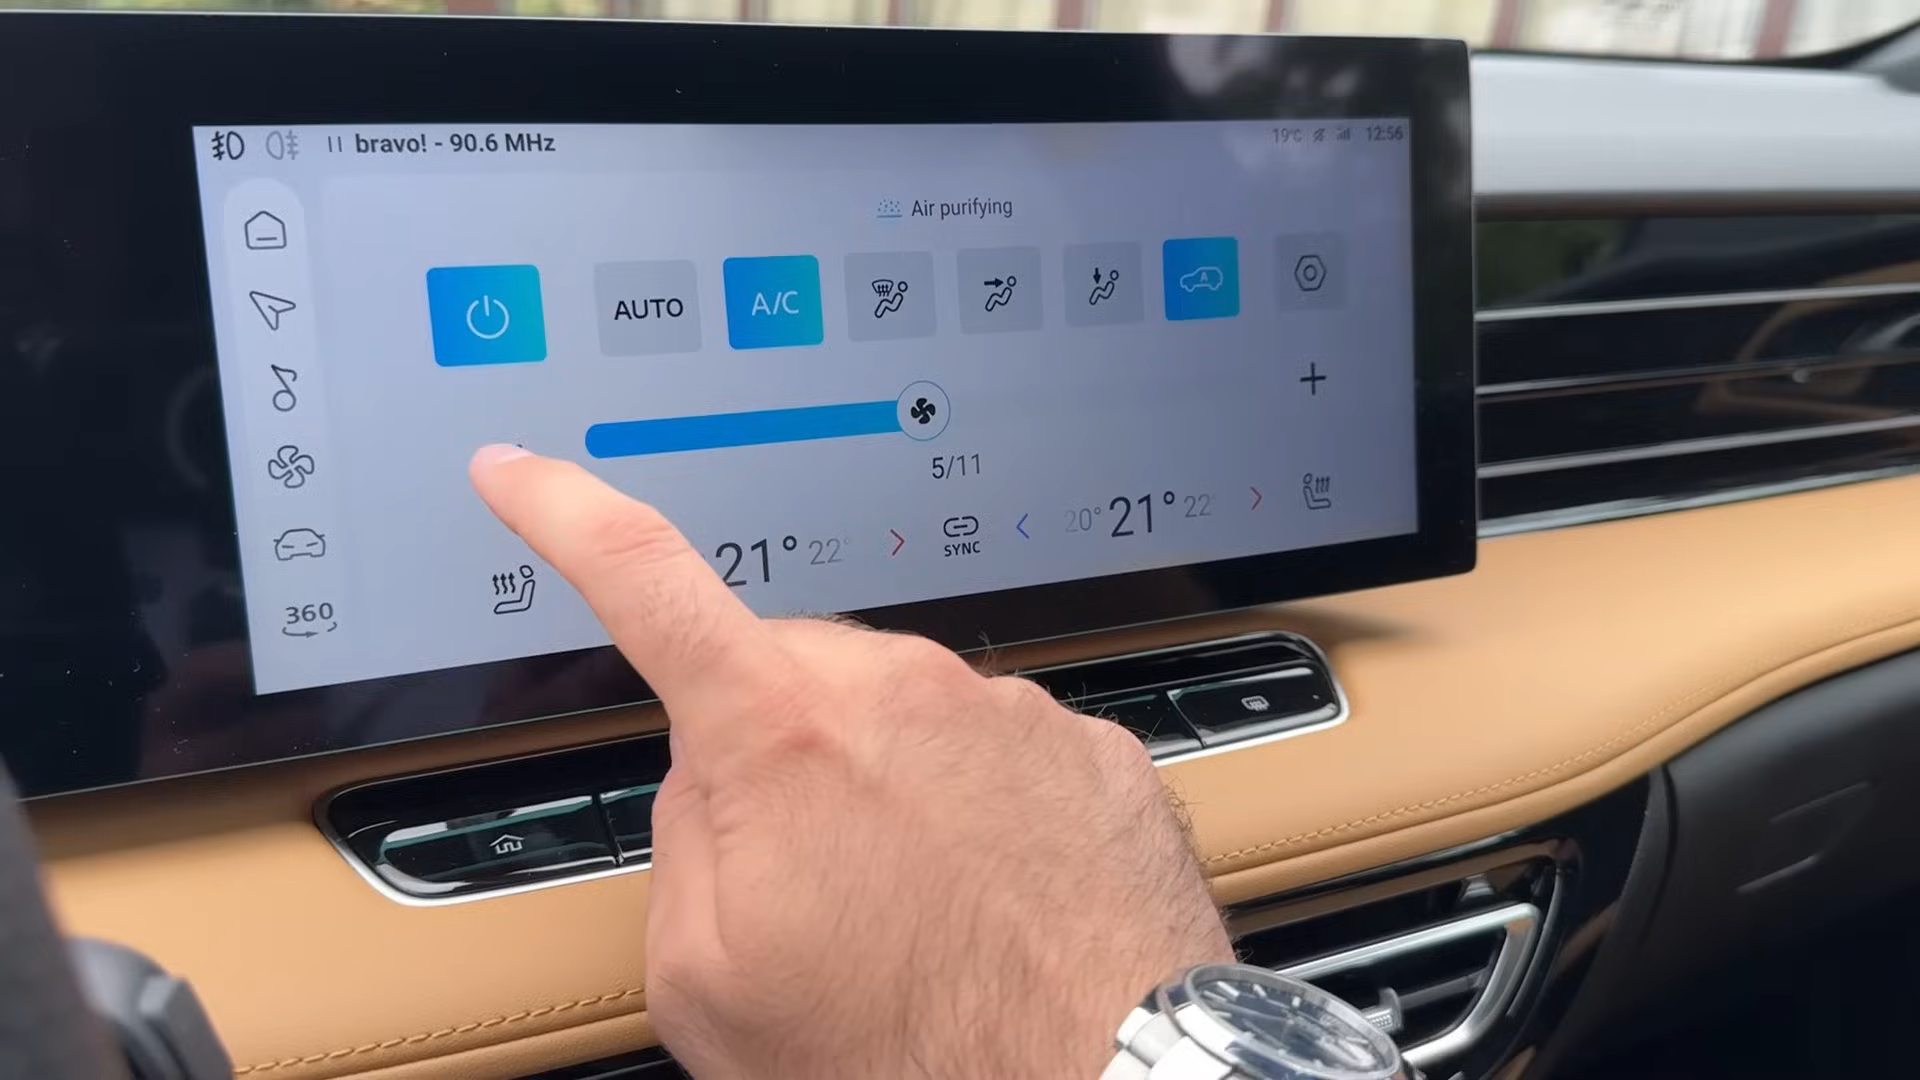 bravo! - 90.6 MHz
19°C 12:56
Air purifying
AUTO A/C A
5/11
21° 22° SYNC 20° 21° 22
360